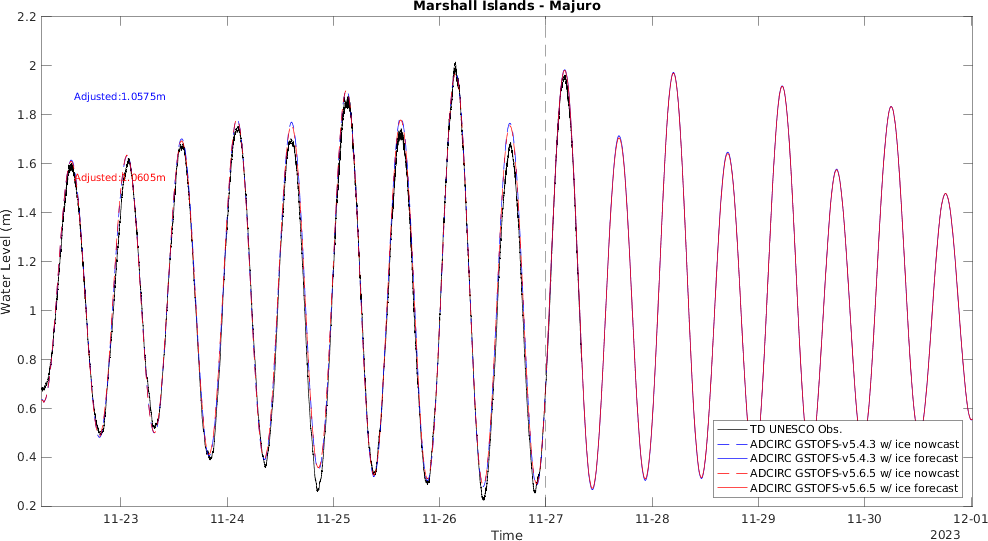 Marshall Islands - Majuro
2.2
2
1.8
1.6
1.4
1.2
1
0.8
0.6
0.4
0.2
Water Level (m)
Adjusted:1.0575m
Adjusted:1.0605m
TD UNESCO Obs.
ADCIRC GSTOFS-v5.4.3 w/ ice nowcast
ADCIRC GSTOFS-v5.4.3 w/ ice forecast
ADCIRC GSTOFS-v5.6.5 w/ ice nowcast
ADCIRC GSTOFS-v5.6.5 w/ ice forecast
11-23 11-24 11-25 11-26 11-27 11-28 11-29 11-30 12-01
Time
2023